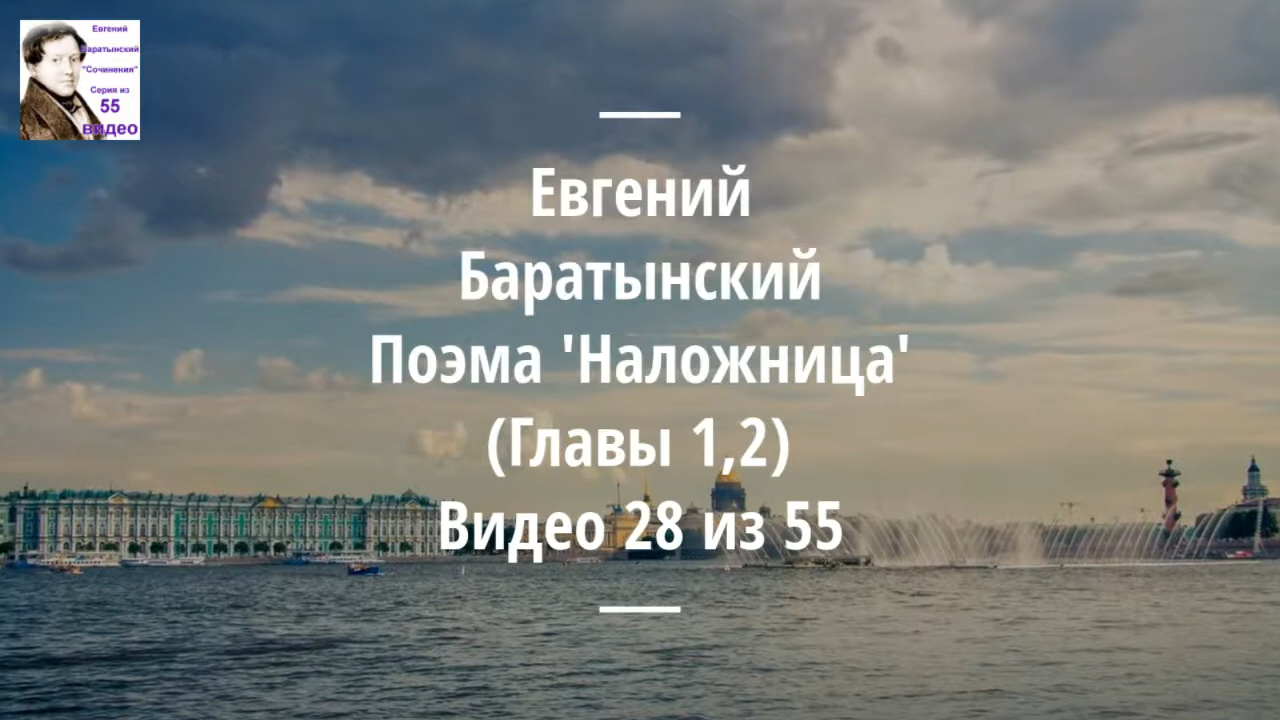 Евгений
Баратынский
"Сочинения"
Серия из
55
видео
Евгений
Баратынский
Поэма 'Наложница'
(Главы 1,2)
Видео 28 из 55